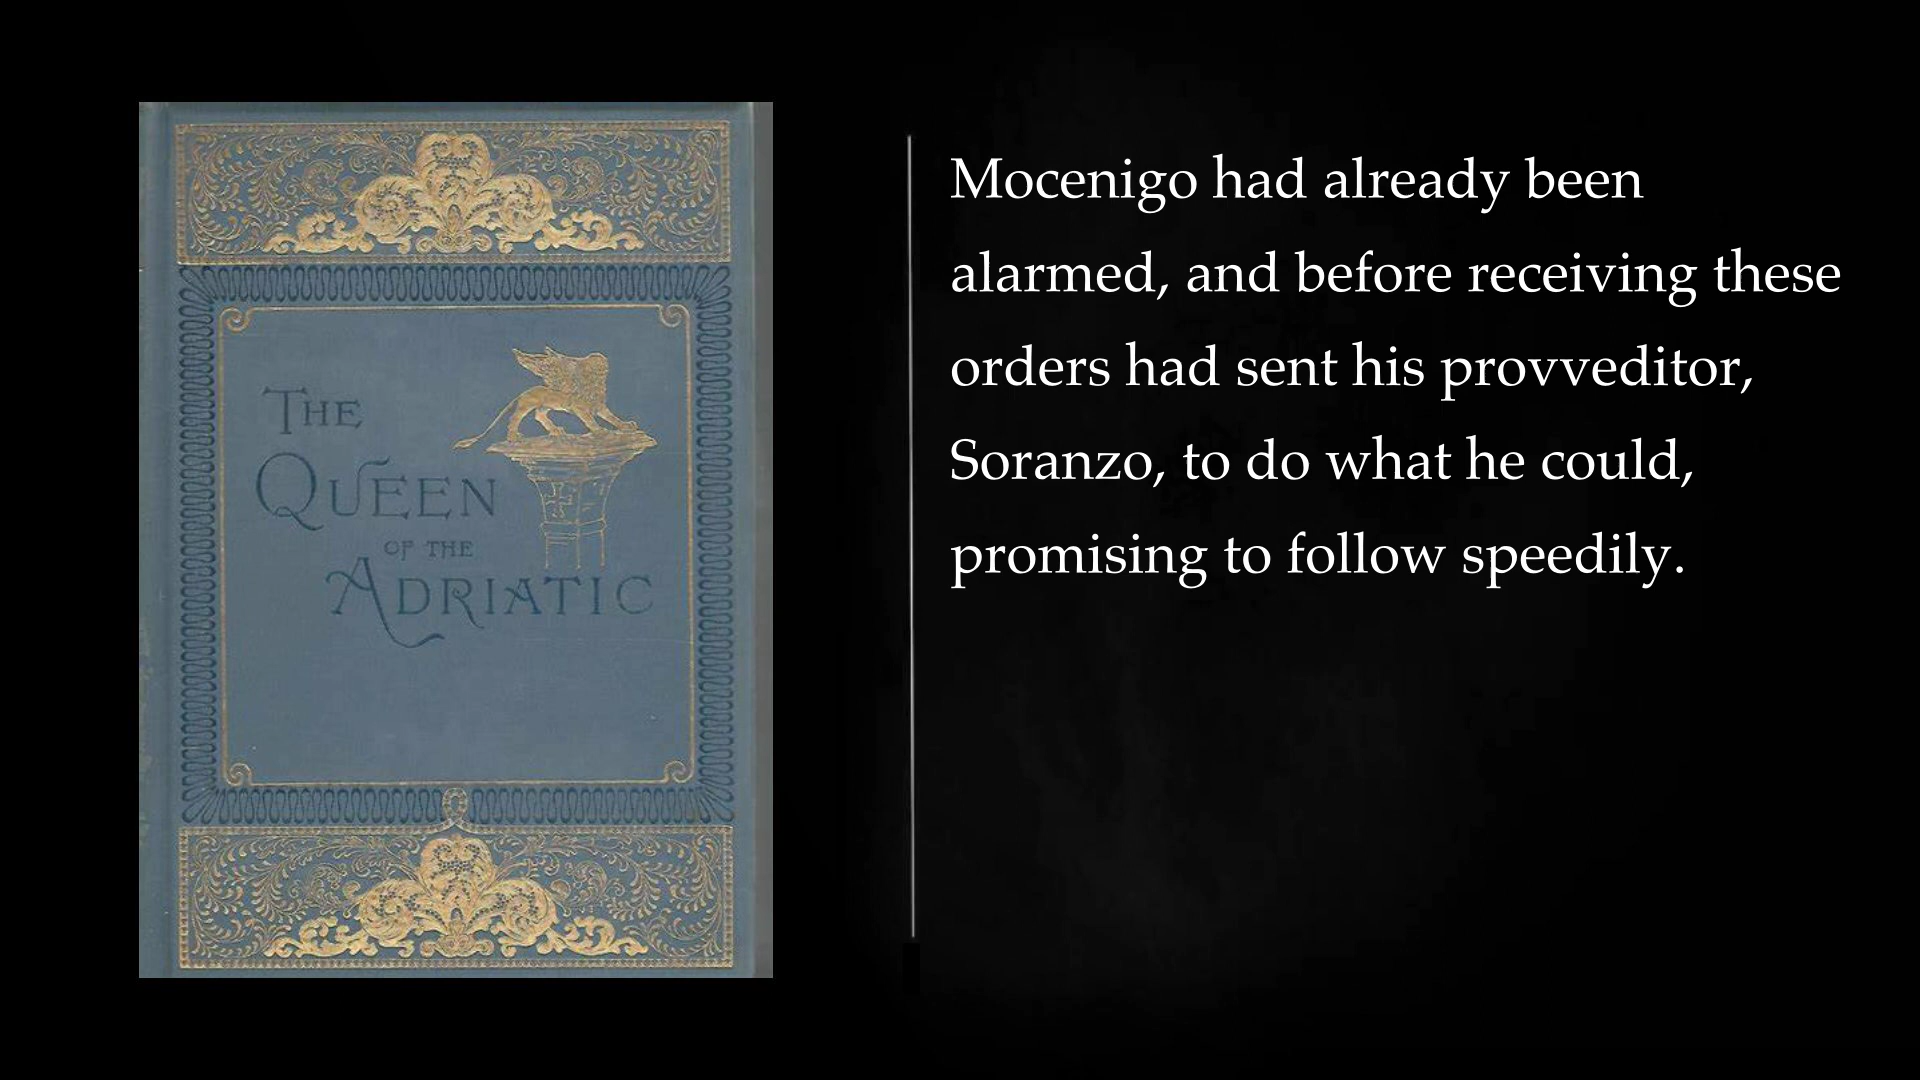 THE
QUEEN
OF THE
ADRIATIC
Mocenigo had already been
alarmed, and before receiving these
orders had sent his provveditor,
Soranzo, to do what he could,
promising to follow speedily.